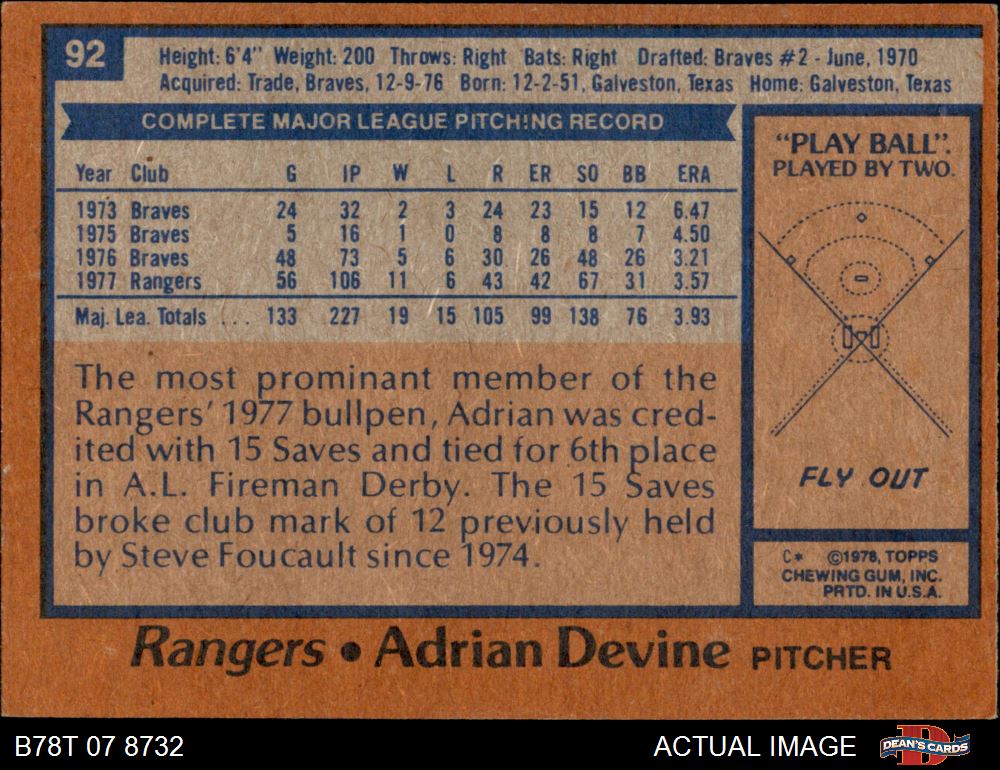 92
Height: 6'4" Weight: 200 Throws: Right Bats: Right Drafted: Braves #2 - June, 1970
Acquired: Trade, Braves, 12-9-76 Born: 12-2-51, Galveston, Texas Home: Galveston, Texas
COMPLETE MAJOR LEAGUE PITCHING RECORD
Year Club G IP W L R ER SO BB ERA
1973 Braves 24 32 2 3 24 23 15 12 6.47
1975 Braves 5 16 1 0 8 8 8 7 4.50
1976 Braves 48 73 5 6 30 26 48 26 3.21
1977 Rangers 56 106 11 6 43 42 67 31 3.57
Maj. Lea. Totals ... 133 227 19 15 105 99 138 76 3.93
The most prominant member of the
Rangers' 1977 bullpen, Adrian was cred-
ited with 15 Saves and tied for 6th place
in A.L. Fireman Derby. The 15 Saves
broke club mark of 12 previously held
by Steve Foucault since 1974.
"PLAY BALL".
PLAYED BY TWO.
FLY OUT
C* ©1978, TOPPS
CHEWING GUM, INC.
PRTD. IN U.S.A.
Rangers • Adrian Devine PITCHER
B78T 07 8732
ACTUAL IMAGE
D
DEAN'S CARDS